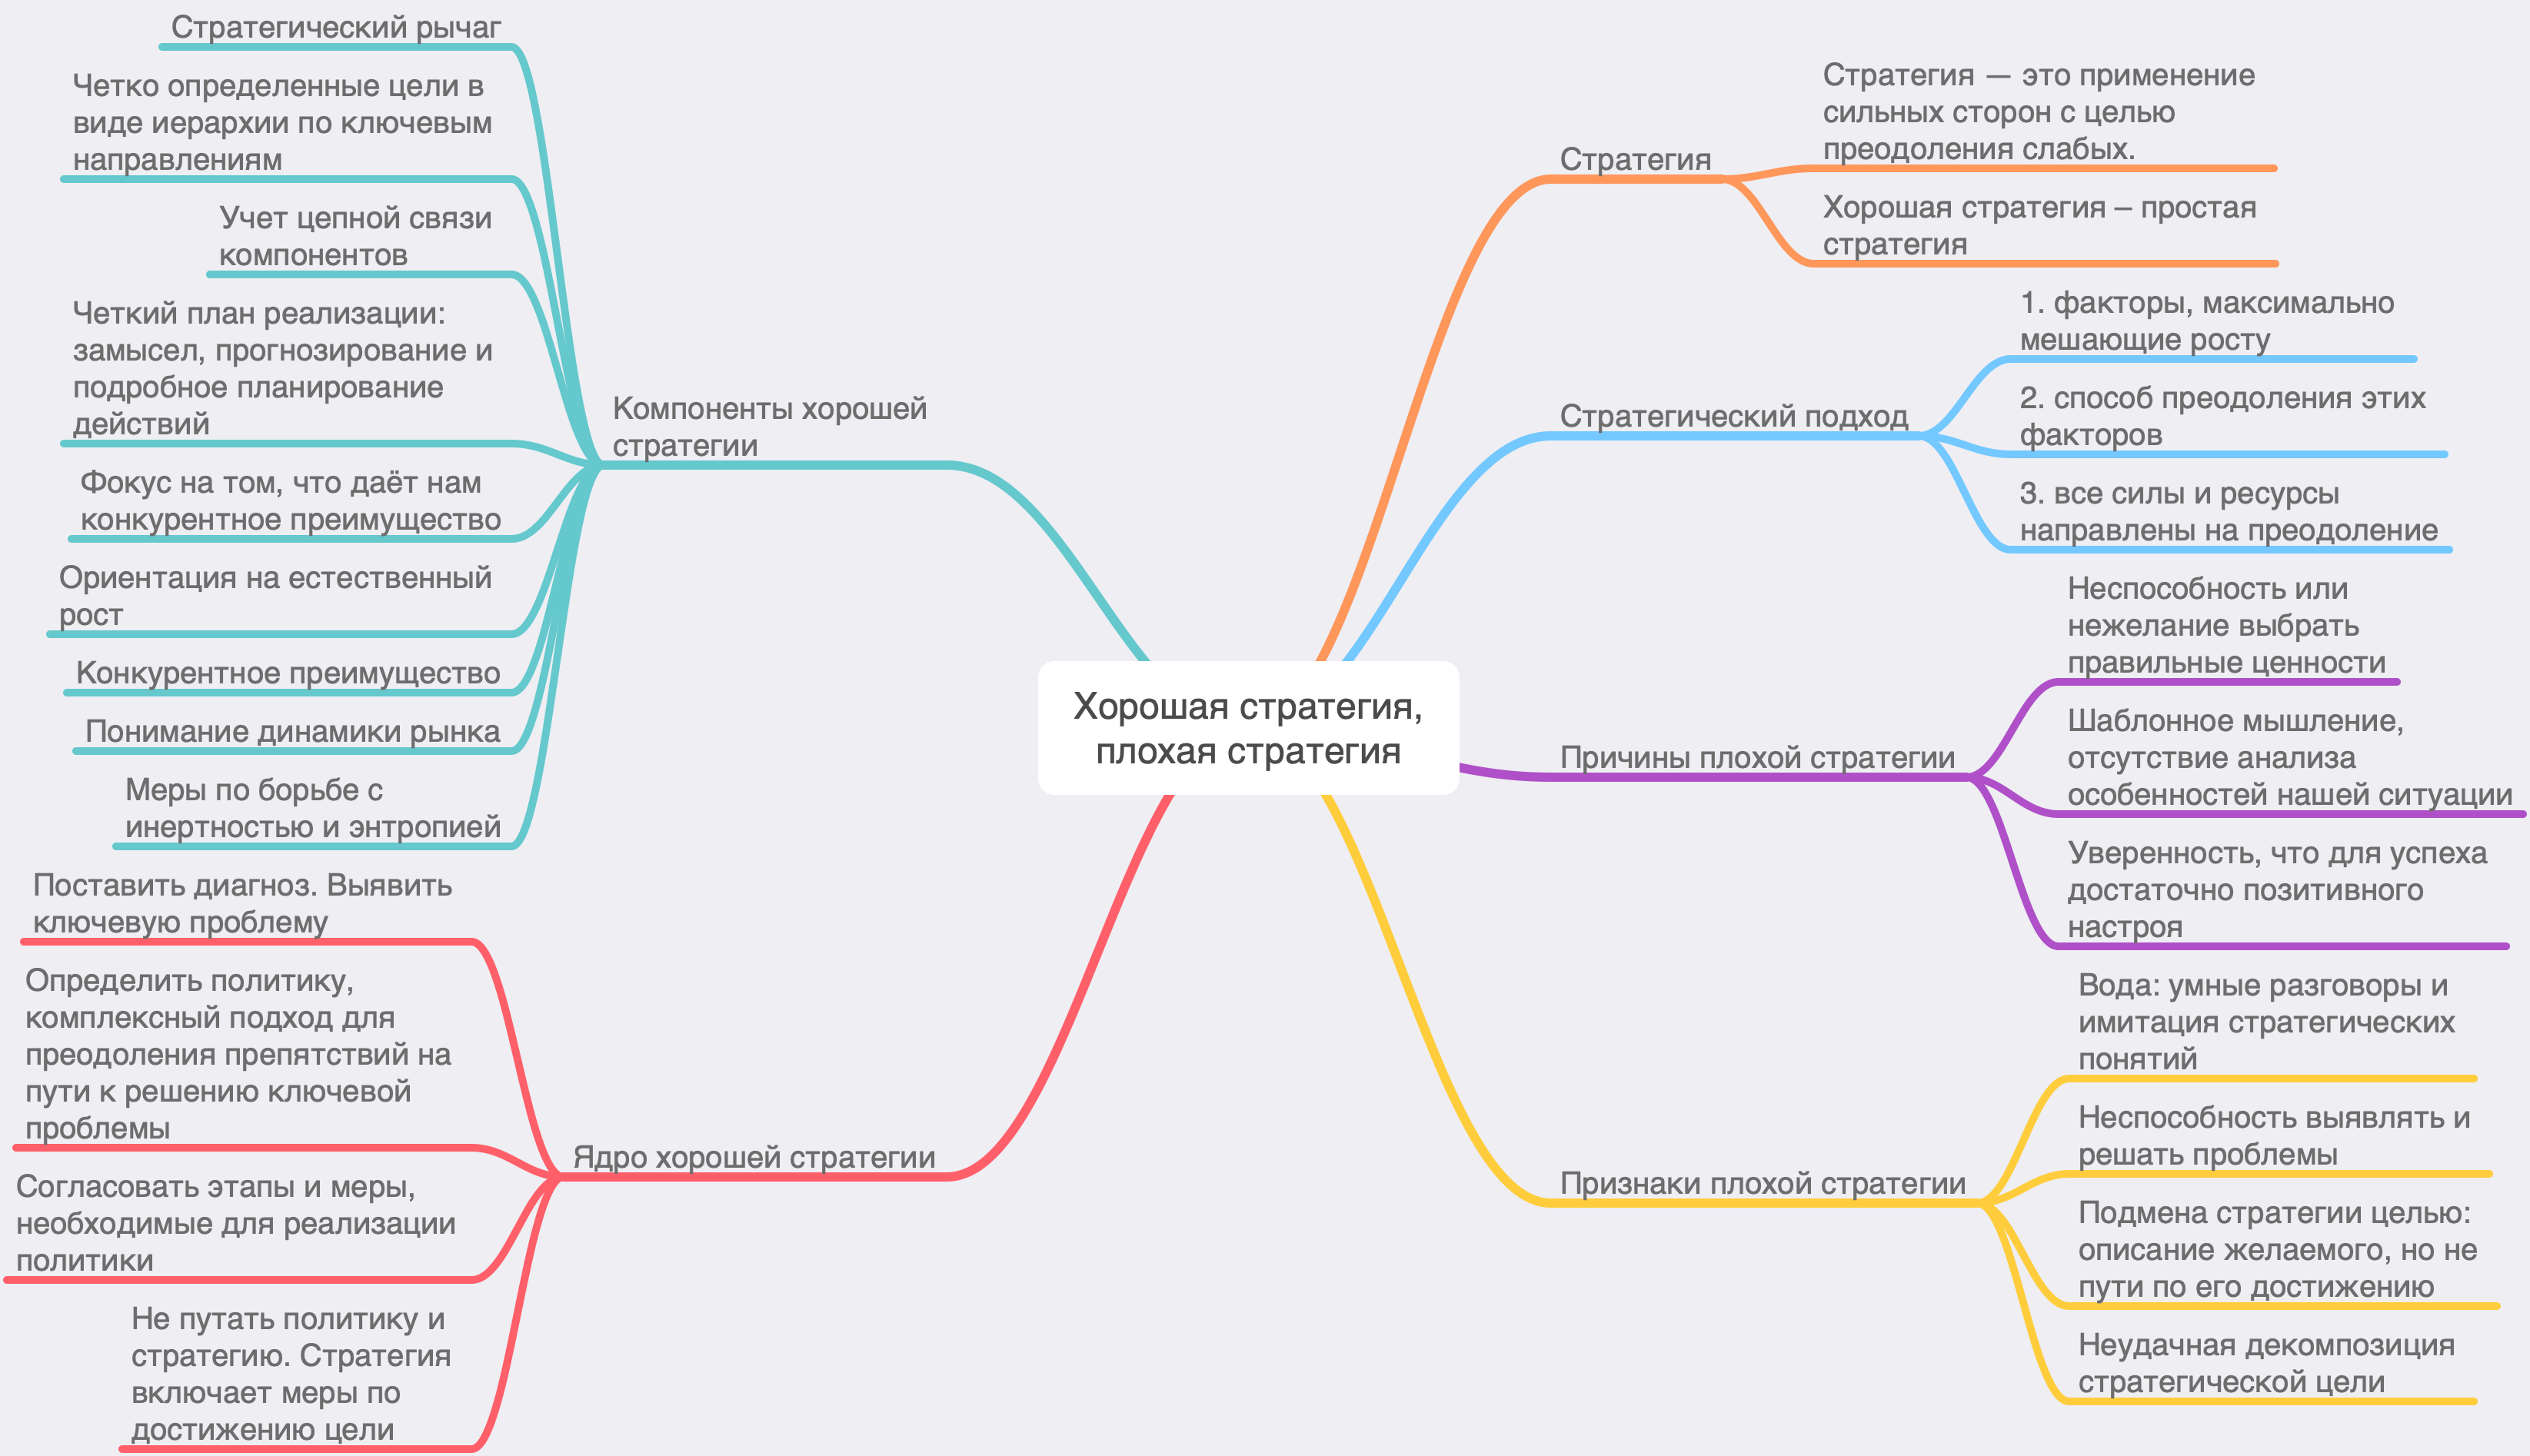 Хорошая стратегия,
плохая стратегия
Стратегия
Стратегия — это применение
сильных сторон с целью
преодоления слабых.
Хорошая стратегия – простая
стратегия
Стратегический подход
1. факторы, максимально
мешающие росту
2. способ преодоления этих
факторов
3. все силы и ресурсы
направлены на преодоление
Причины плохой стратегии
Неспособность или
нежелание выбрать
правильные ценности
Шаблонное мышление,
отсутствие анализа
особенностей нашей ситуации
Уверенность, что для успеха
достаточно позитивного
настроя
Признаки плохой стратегии
Вода: умные разговоры и
имитация стратегических
понятий
Неспособность выявлять и
решать проблемы
Подмена стратегии целью:
описание желаемого, но не
пути по его достижению
Неудачная декомпозиция
стратегической цели
Компоненты хорошей
стратегии
Стратегический рычаг
Четко определенные цели в
виде иерархии по ключевым
направлениям
Учет цепной связи
компонентов
Четкий план реализации:
замысел, прогнозирование и
подробное планирование
действий
Фокус на том, что даёт нам
конкурентное преимущество
Ориентация на естественный
рост
Конкурентное преимущество
Понимание динамики рынка
Меры по борьбе с
инертностью и энтропией
Ядро хорошей стратегии
Поставить диагноз. Выявить
ключевую проблему
Определить политику,
комплексный подход для
преодоления препятствий на
пути к решению ключевой
проблемы
Согласовать этапы и меры,
необходимые для реализации
политики
Не путать политику и
стратегию. Стратегия
включает меры по
достижению цели